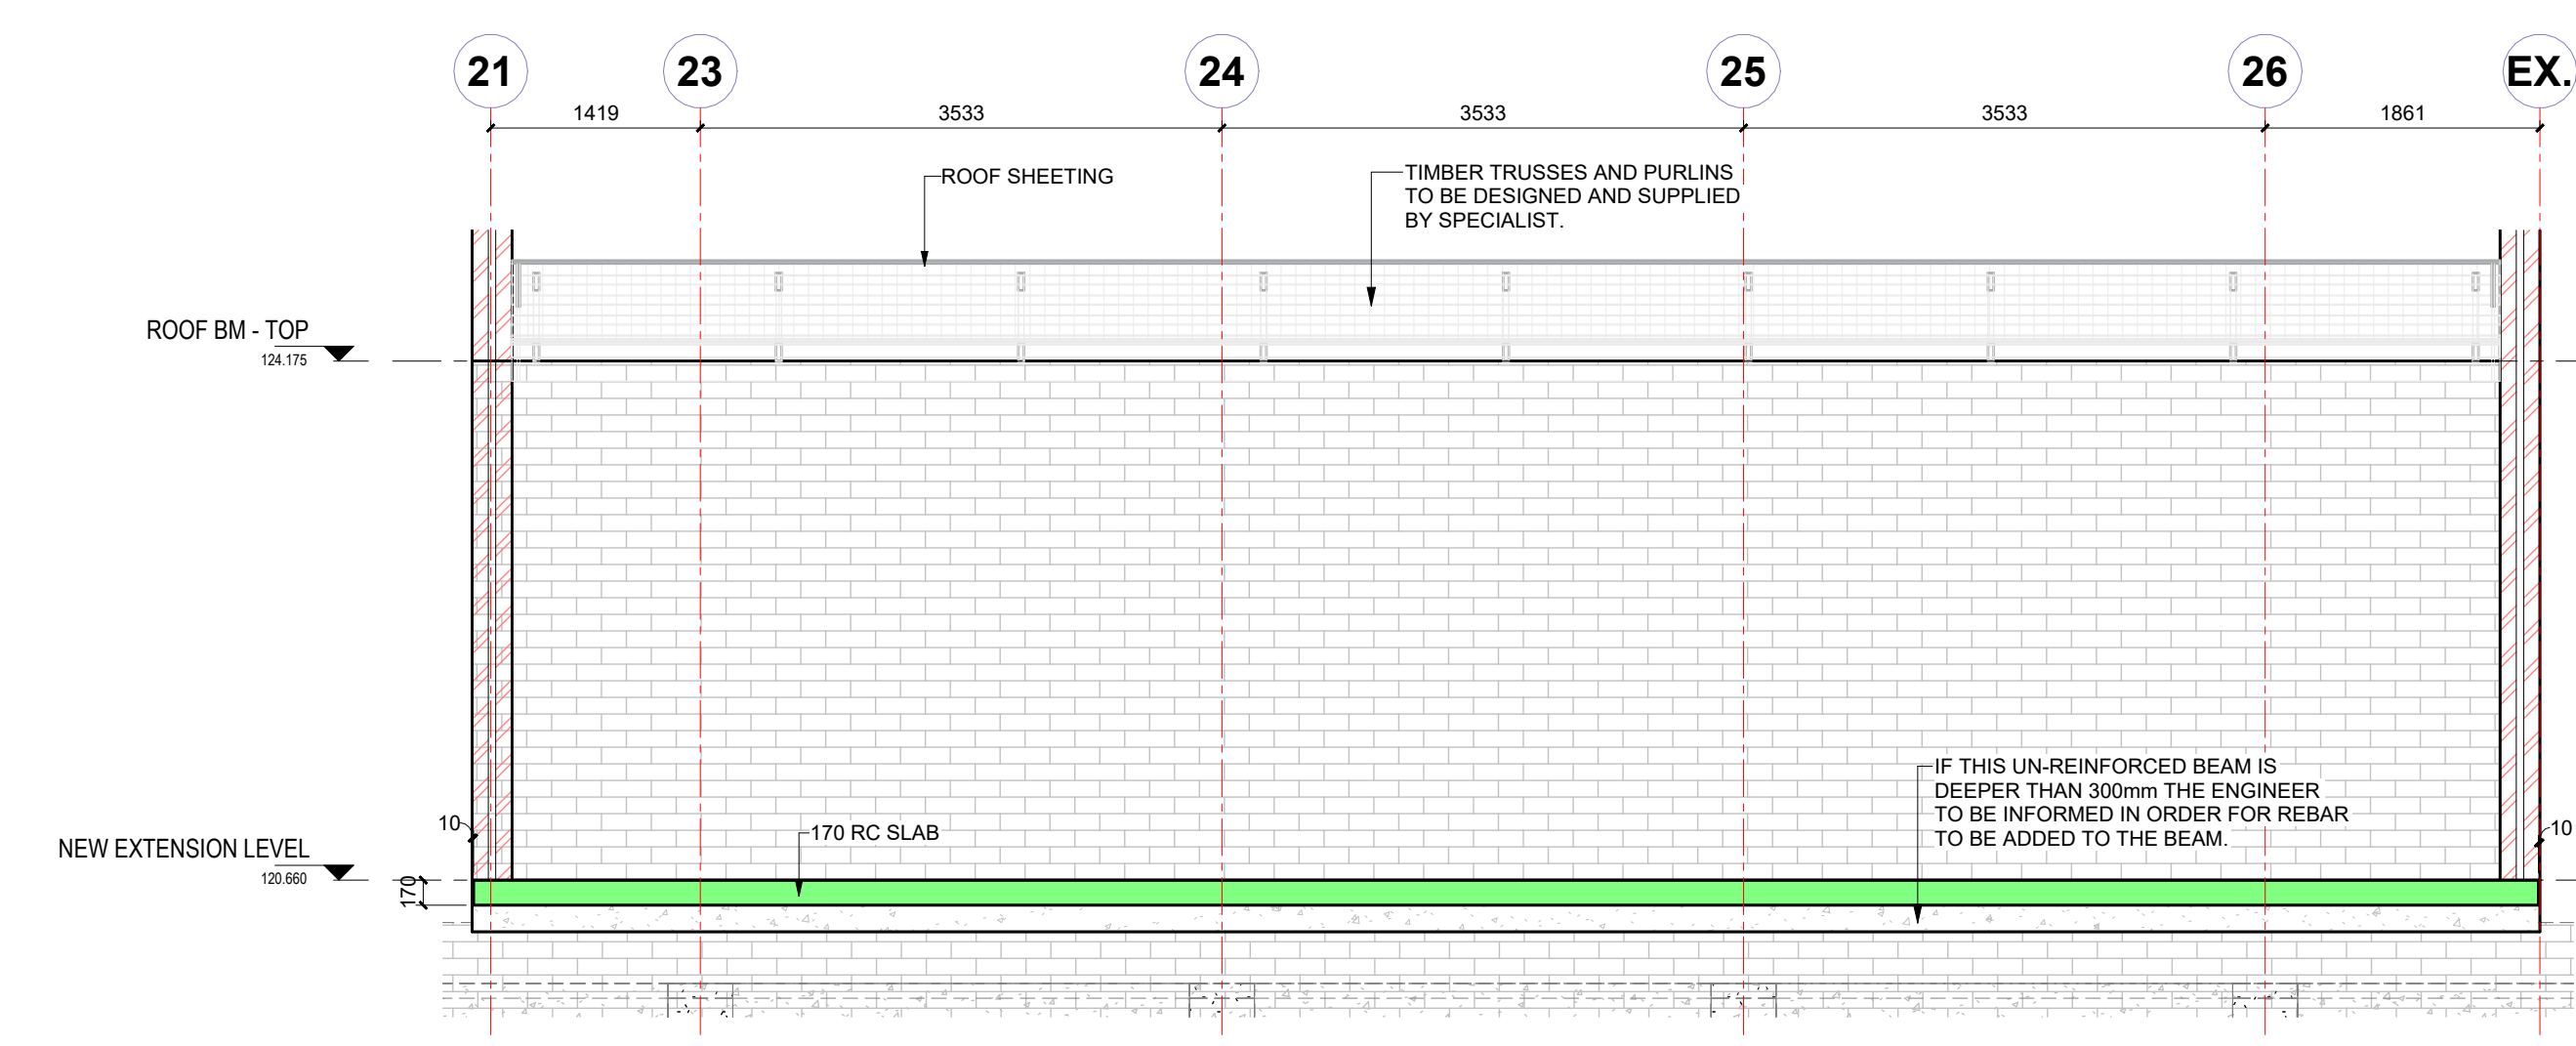 21 23 24 25 26 EX.
1419 3533 3533 3533 1861
ROOF SHEETING
TIMBER TRUSSES AND PURLINS
TO BE DESIGNED AND SUPPLIED
BY SPECIALIST.
ROOF BM - TOP
124.175
IF THIS UN-REINFORCED BEAM IS
DEEPER THAN 300mm THE ENGINEER
TO BE INFORMED IN ORDER FOR REBAR
TO BE ADDED TO THE BEAM.
10
170 RC SLAB
10
NEW EXTENSION LEVEL
120.660
170